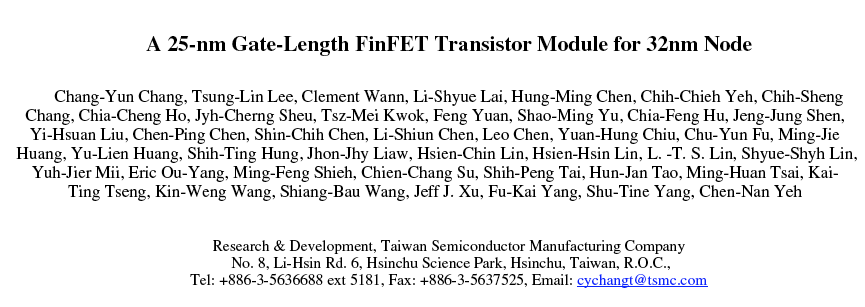 A 25-nm Gate-Length FinFET Transistor Module for 32nm Node
Chang-Yun Chang, Tsung-Lin Lee, Clement Wann, Li-Shyue Lai, Hung-Ming Chen, Chih-Chieh Yeh, Chih-Sheng
Chang, Chia-Cheng Ho, Jyh-Cherng Sheu, Tsz-Mei Kwok, Feng Yuan, Shao-Ming Yu, Chia-Feng Hu, Jeng-Jung Shen,
Yi-Hsuan Liu, Chen-Ping Chen, Shin-Chih Chen, Li-Shiun Chen, Leo Chen, Yuan-Hung Chiu, Chu-Yun Fu, Ming-Jie
Huang, Yu-Lien Huang, Shih-Ting Hung, Jhon-Jhy Liaw, Hsien-Chin Lin, Hsien-Hsin Lin, L. -T. S. Lin, Shyue-Shyh Lin,
Yuh-Jier Mii, Eric Ou-Yang, Ming-Feng Shieh, Chien-Chang Su, Shih-Peng Tai, Hun-Jan Tao, Ming-Huan Tsai, Kai-
Ting Tseng, Kin-Weng Wang, Shiang-Bau Wang, Jeff J. Xu, Fu-Kai Yang, Shu-Tine Yang, Chen-Nan Yeh
Research & Development, Taiwan Semiconductor Manufacturing Company
No. 8, Li-Hsin Rd. 6, Hsinchu Science Park, Hsinchu, Taiwan, R.O.C.,
Tel: +886-3-5636688 ext 5181, Fax: +886-3-5637525, Email: cychangt@tsmc.com